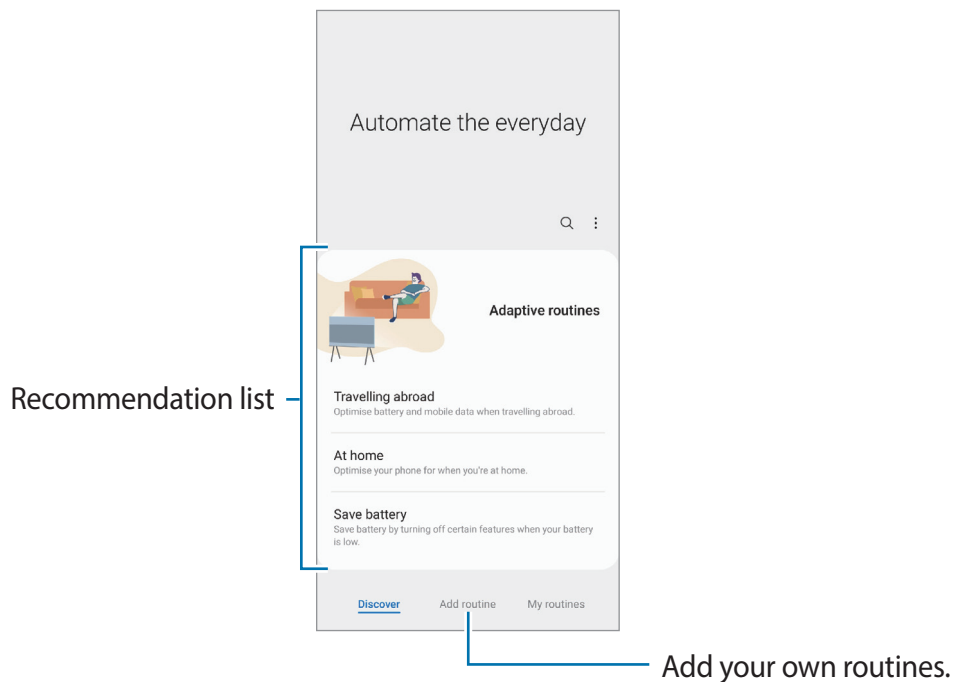 Automate the everyday
Adaptive routines
Recommendation list
Travelling abroad
Optimise battery and mobile data when travelling abroad.
At home
Optimise your phone for when you're at home.
Save battery
Save battery by turning off certain features when your battery
is low.
Discover Add routine My routines
Add your own routines.